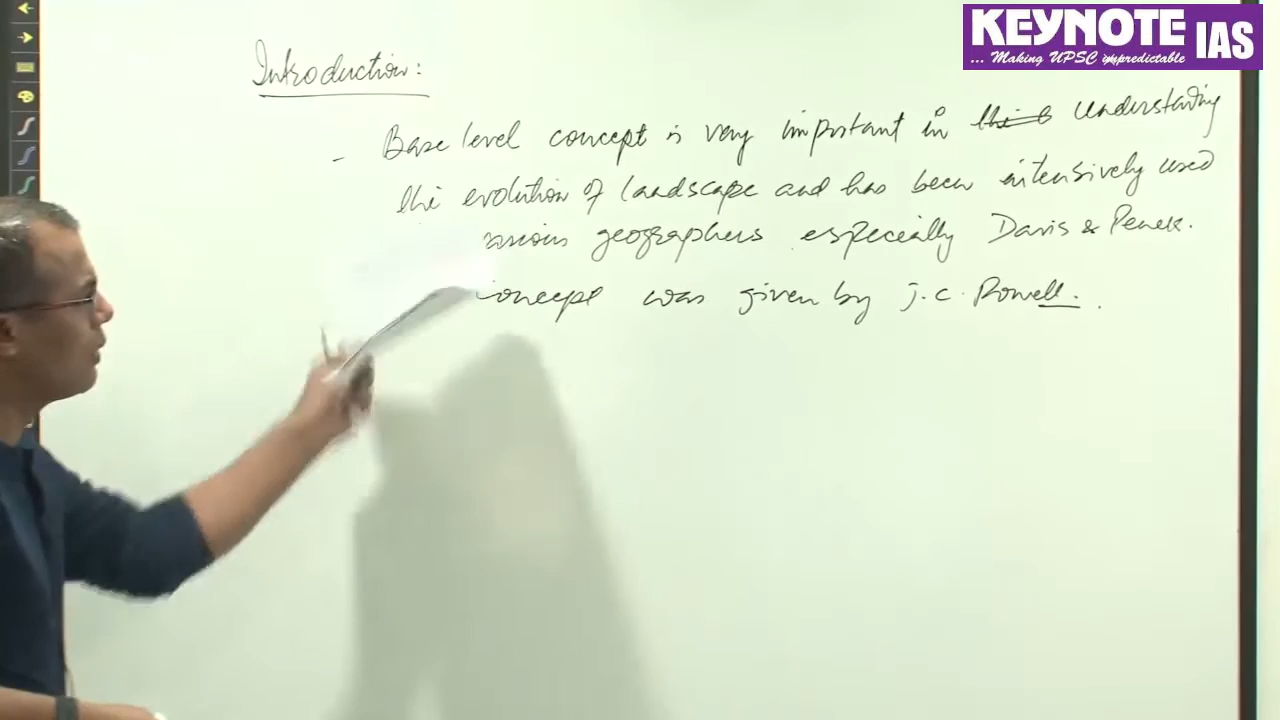 KEYNOTE IAS
... Making UPSC impredictable
Introduction:
- Base level concept is very important in understanding
the evolution of landscape and has been intensively used
various geographers especially Davis & Penck.
concept was given by J.C. Powell.